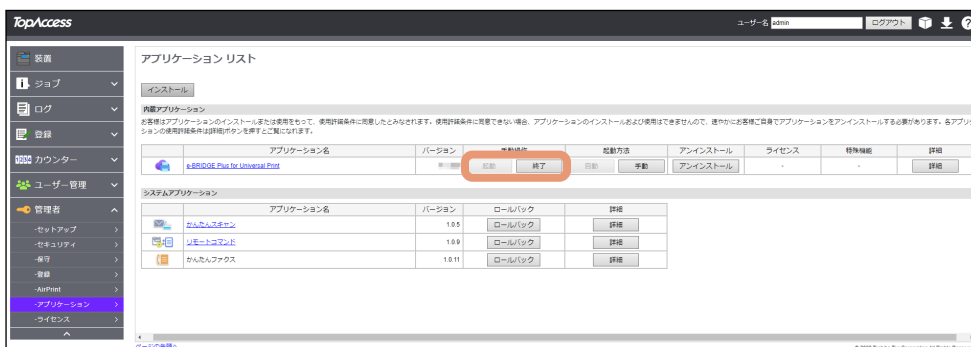 TopAccess
ユーザー名 admin ログアウト
装置
ジョブ
ログ
登録
1234 カウンター
ユーザー管理
管理者
-セットアップ
-セキュリティ
-保守
-登録
-AirPrint
-アプリケーション
-ライセンス
アプリケーション リスト
インストール
内蔵アプリケーション
お客様はアプリケーションのインストールまたは使用をもって、使用許諾条件に同意したとみなされます。使用許諾条件に同意できない場合、アプリケーションのインストールおよび使用はできませんので、速やかにお客様ご自身でアプリケーションをアンインストールする必要があります。各アプリケ
ションの使用許諾条件は詳細ボタンを押すとご覧になれます。
アプリケーション名 バージョン 手動操作 起動方法 アンインストール ライセンス 特殊機能 詳細
e-BRIDGE Plus for Universal Print 起動 終了 自動 手動 アンインストール - - 詳細
システムアプリケーション
アプリケーション名 バージョン ロールバック 詳細
かんたんスキャン 1.0.5 ロールバック 詳細
リモートコマンド 1.0.9 ロールバック 詳細
かんたんファクス 1.0.11 ロールバック 詳細